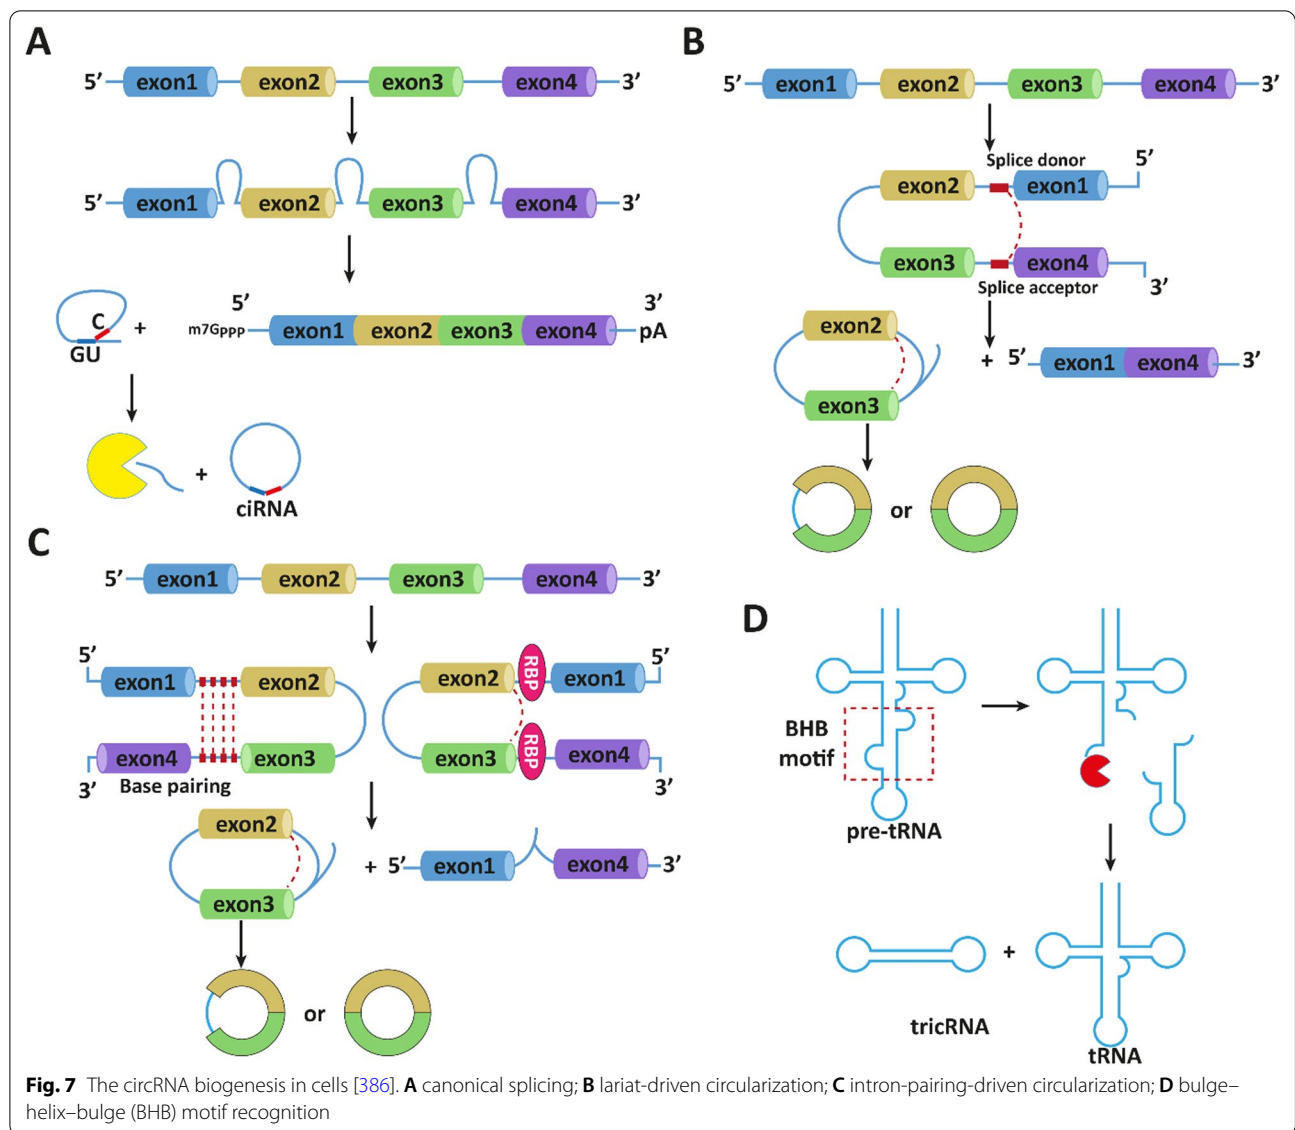 A
5’ exon1 exon2 exon3 exon4 3’
5’ exon1 exon2 exon3 exon4 3’
C
GU
+
5’ 3’
m7Gppp exon1 exon2 exon3 exon4 pA
+
ciRNA
B
5’ exon1 exon2 exon3 exon4 3’
Splice donor 5’
exon2 exon1
exon3 exon4
Splice acceptor 3’
exon2
exon3
+ 5’ exon1 exon4 3’
or
C
5’ exon1 exon2 exon3 exon4 3’
5’ exon1 exon2
exon4 exon3
3’ Base pairing
exon2 RBP exon1 5’
exon3 RBP exon4 3’
exon2
exon3
+ 5’ exon1 exon4 3’
or
D
BHB
motif
pre-tRNA
+
tricRNA
tRNA
Fig. 7 The circRNA biogenesis in cells [386]. A canonical splicing; B lariat-driven circularization; C intron-pairing-driven circularization; D bulge–
helix–bulge (BHB) motif recognition